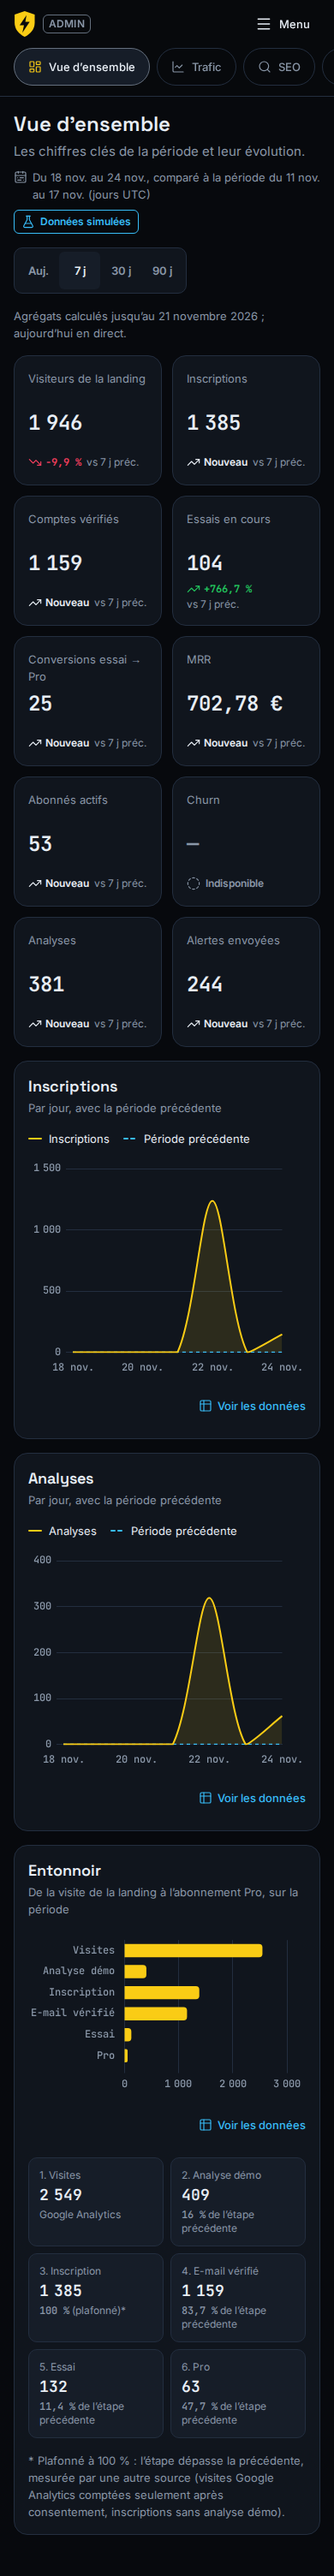 ADMIN
Menu
Vue d’ensemble
Trafic
SEO
Vue d’ensemble
Les chiffres clés de la période et leur évolution.
Du 18 nov. au 24 nov., comparé à la période du 11 nov.
au 17 nov. (jours UTC)
Données simulées
Auj.
7 j
30 j
90 j
Agrégats calculés jusqu’au 21 novembre 2026 ;
aujourd’hui en direct.
Visiteurs de la landing
1 946
-9,9 % vs 7 j préc.
Inscriptions
1 385
Nouveau vs 7 j préc.
Comptes vérifiés
1 159
Nouveau vs 7 j préc.
Essais en cours
104
+766,7 %
vs 7 j préc.
Conversions essai →
Pro
25
Nouveau vs 7 j préc.
MRR
702,78 €
Nouveau vs 7 j préc.
Abonnés actifs
53
Nouveau vs 7 j préc.
Churn
—
Indisponible
Analyses
381
Nouveau vs 7 j préc.
Alertes envoyées
244
Nouveau vs 7 j préc.
Inscriptions
Par jour, avec la période précédente
Inscriptions
Période précédente
1 500
1 000
500
0
18 nov.
20 nov.
22 nov.
24 nov.
Voir les données
Analyses
Par jour, avec la période précédente
Analyses
Période précédente
400
300
200
100
0
18 nov.
20 nov.
22 nov.
24 nov.
Voir les données
Entonnoir
De la visite de la landing à l’abonnement Pro, sur la
période
Visites
Analyse démo
Inscription
E-mail vérifié
Essai
Pro
0
1 000
2 000
3 000
Voir les données
1. Visites
2 549
Google Analytics
2. Analyse démo
409
16 % de l’étape
précédente
3. Inscription
1 385
100 % (plafonné)*
4. E-mail vérifié
1 159
83,7 % de l’étape
précédente
5. Essai
132
11,4 % de l’étape
précédente
6. Pro
63
47,7 % de l’étape
précédente
* Plafonné à 100 % : l’étape dépasse la précédente,
mesurée par une autre source (visites Google
Analytics comptées seulement après
consentement, inscriptions sans analyse démo).